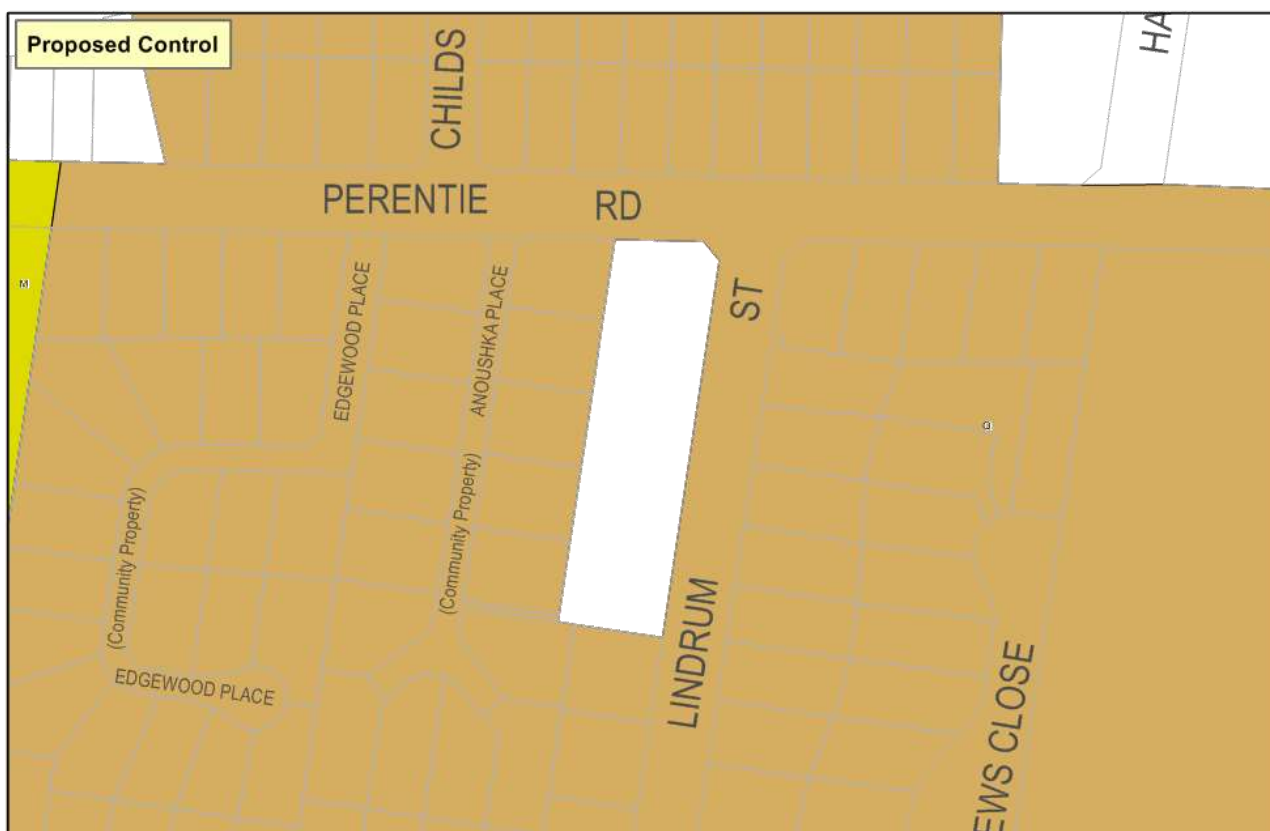 Proposed Control
CHILDS
HA
PERENTIE RD
M
EDGEWOOD PLACE
ANOUSHKA PLACE
ST
Q
(Community Property)
(Community Property)
LINDRUM
EDGEWOOD PLACE
EWS CLOSE